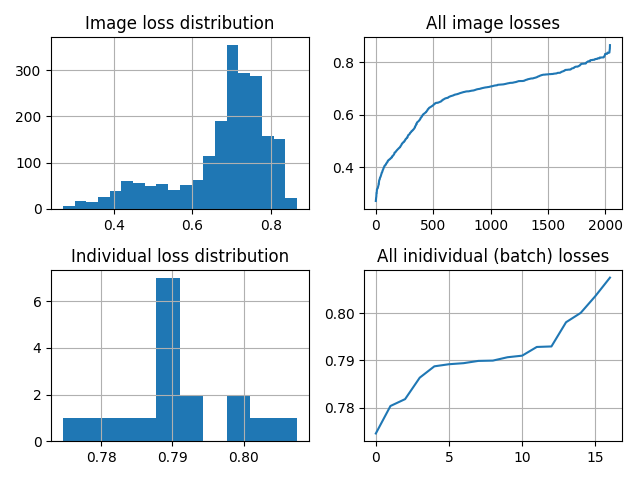 Image loss distribution
300
200
100
0
0.4 0.6 0.8
All image losses
0.8
0.6
0.4
0 500 1000 1500 2000
Individual loss distribution
6
4
2
0
0.78 0.79 0.80
All inidividual (batch) losses
0.80
0.79
0.78
0 5 10 15